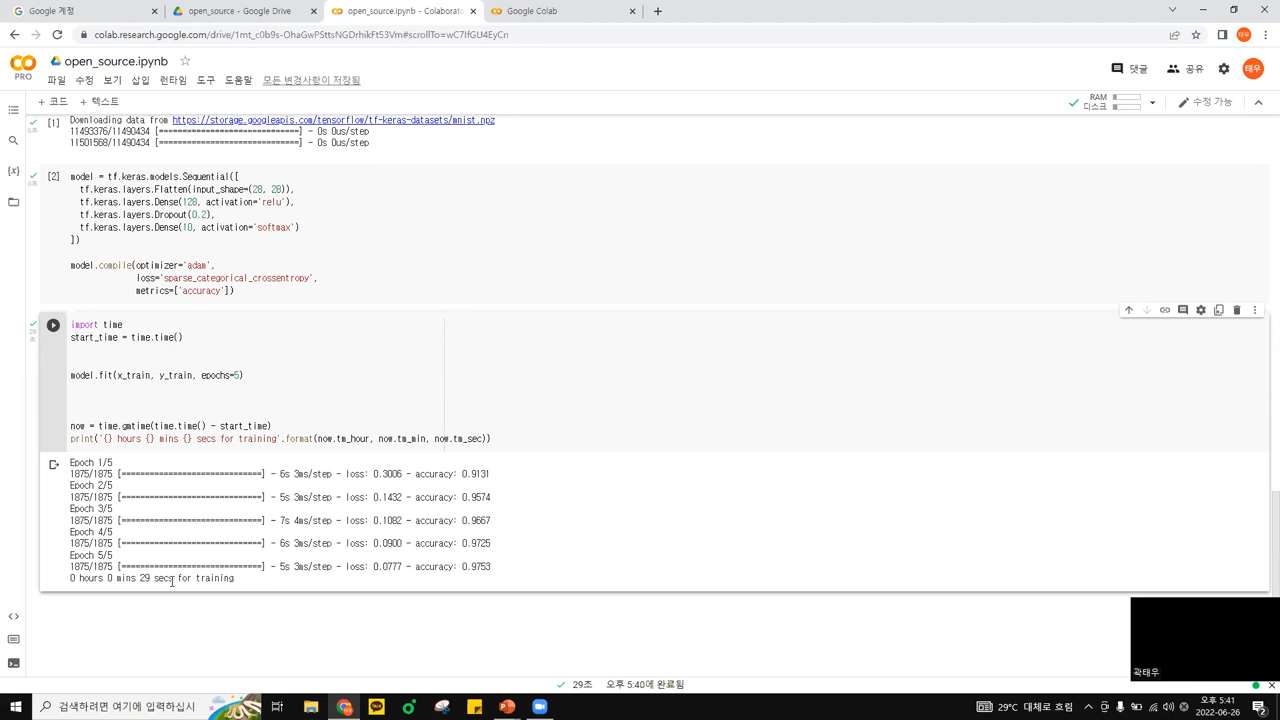 Google 계정
open_source - Google Drive
open_source.ipynb - Colaborat
Google Colab
colab.research.google.com/drive/1mt_c0b9s-OhaGwPSttsNGDrhikFt53Vm#scrollTo=wC7IfGU4EyCn
태우
PRO
open_source.ipynb
파일 수정 보기 삽입 런타임 도구 도움말 모든 변경사항이 저장됨
댓글
공유
태우
+ 코드 + 텍스트
RAM
디스크
수정 가능
[1]
Downloading data from https://storage.googleapis.com/tensorflow/tf-keras-datasets/mnist.npz
11493376/11490434 [==============================] - 0s 0us/step
11501568/11490434 [==============================] - 0s 0us/step
[2]
model = tf.keras.models.Sequential([
tf.keras.layers.Flatten(input_shape=(28, 28)),
tf.keras.layers.Dense(128, activation='relu'),
tf.keras.layers.Dropout(0.2),
tf.keras.layers.Dense(10, activation='softmax')
])
model.compile(optimizer='adam',
loss='sparse_categorical_crossentropy',
metrics=['accuracy'])
29
초
import time
start_time = time.time()
model.fit(x_train, y_train, epochs=5)
now = time.gmtime(time.time() - start_time)
print('{} hours {} mins {} secs for training'.format(now.tm_hour, now.tm_min, now.tm_sec))
Epoch 1/5
1875/1875 [==============================] - 6s 3ms/step - loss: 0.3006 - accuracy: 0.9131
Epoch 2/5
1875/1875 [==============================] - 5s 3ms/step - loss: 0.1432 - accuracy: 0.9574
Epoch 3/5
1875/1875 [==============================] - 7s 4ms/step - loss: 0.1082 - accuracy: 0.9667
Epoch 4/5
1875/1875 [==============================] - 6s 3ms/step - loss: 0.0900 - accuracy: 0.9725
Epoch 5/5
1875/1875 [==============================] - 5s 3ms/step - loss: 0.0777 - accuracy: 0.9753
0 hours 0 mins 29 secs for training
곽태우
29초 오후 5:40에 완료됨
검색하려면 여기에 입력하십시오
TALK
29°C 대체로 흐림
오후 5:41
2022-06-26